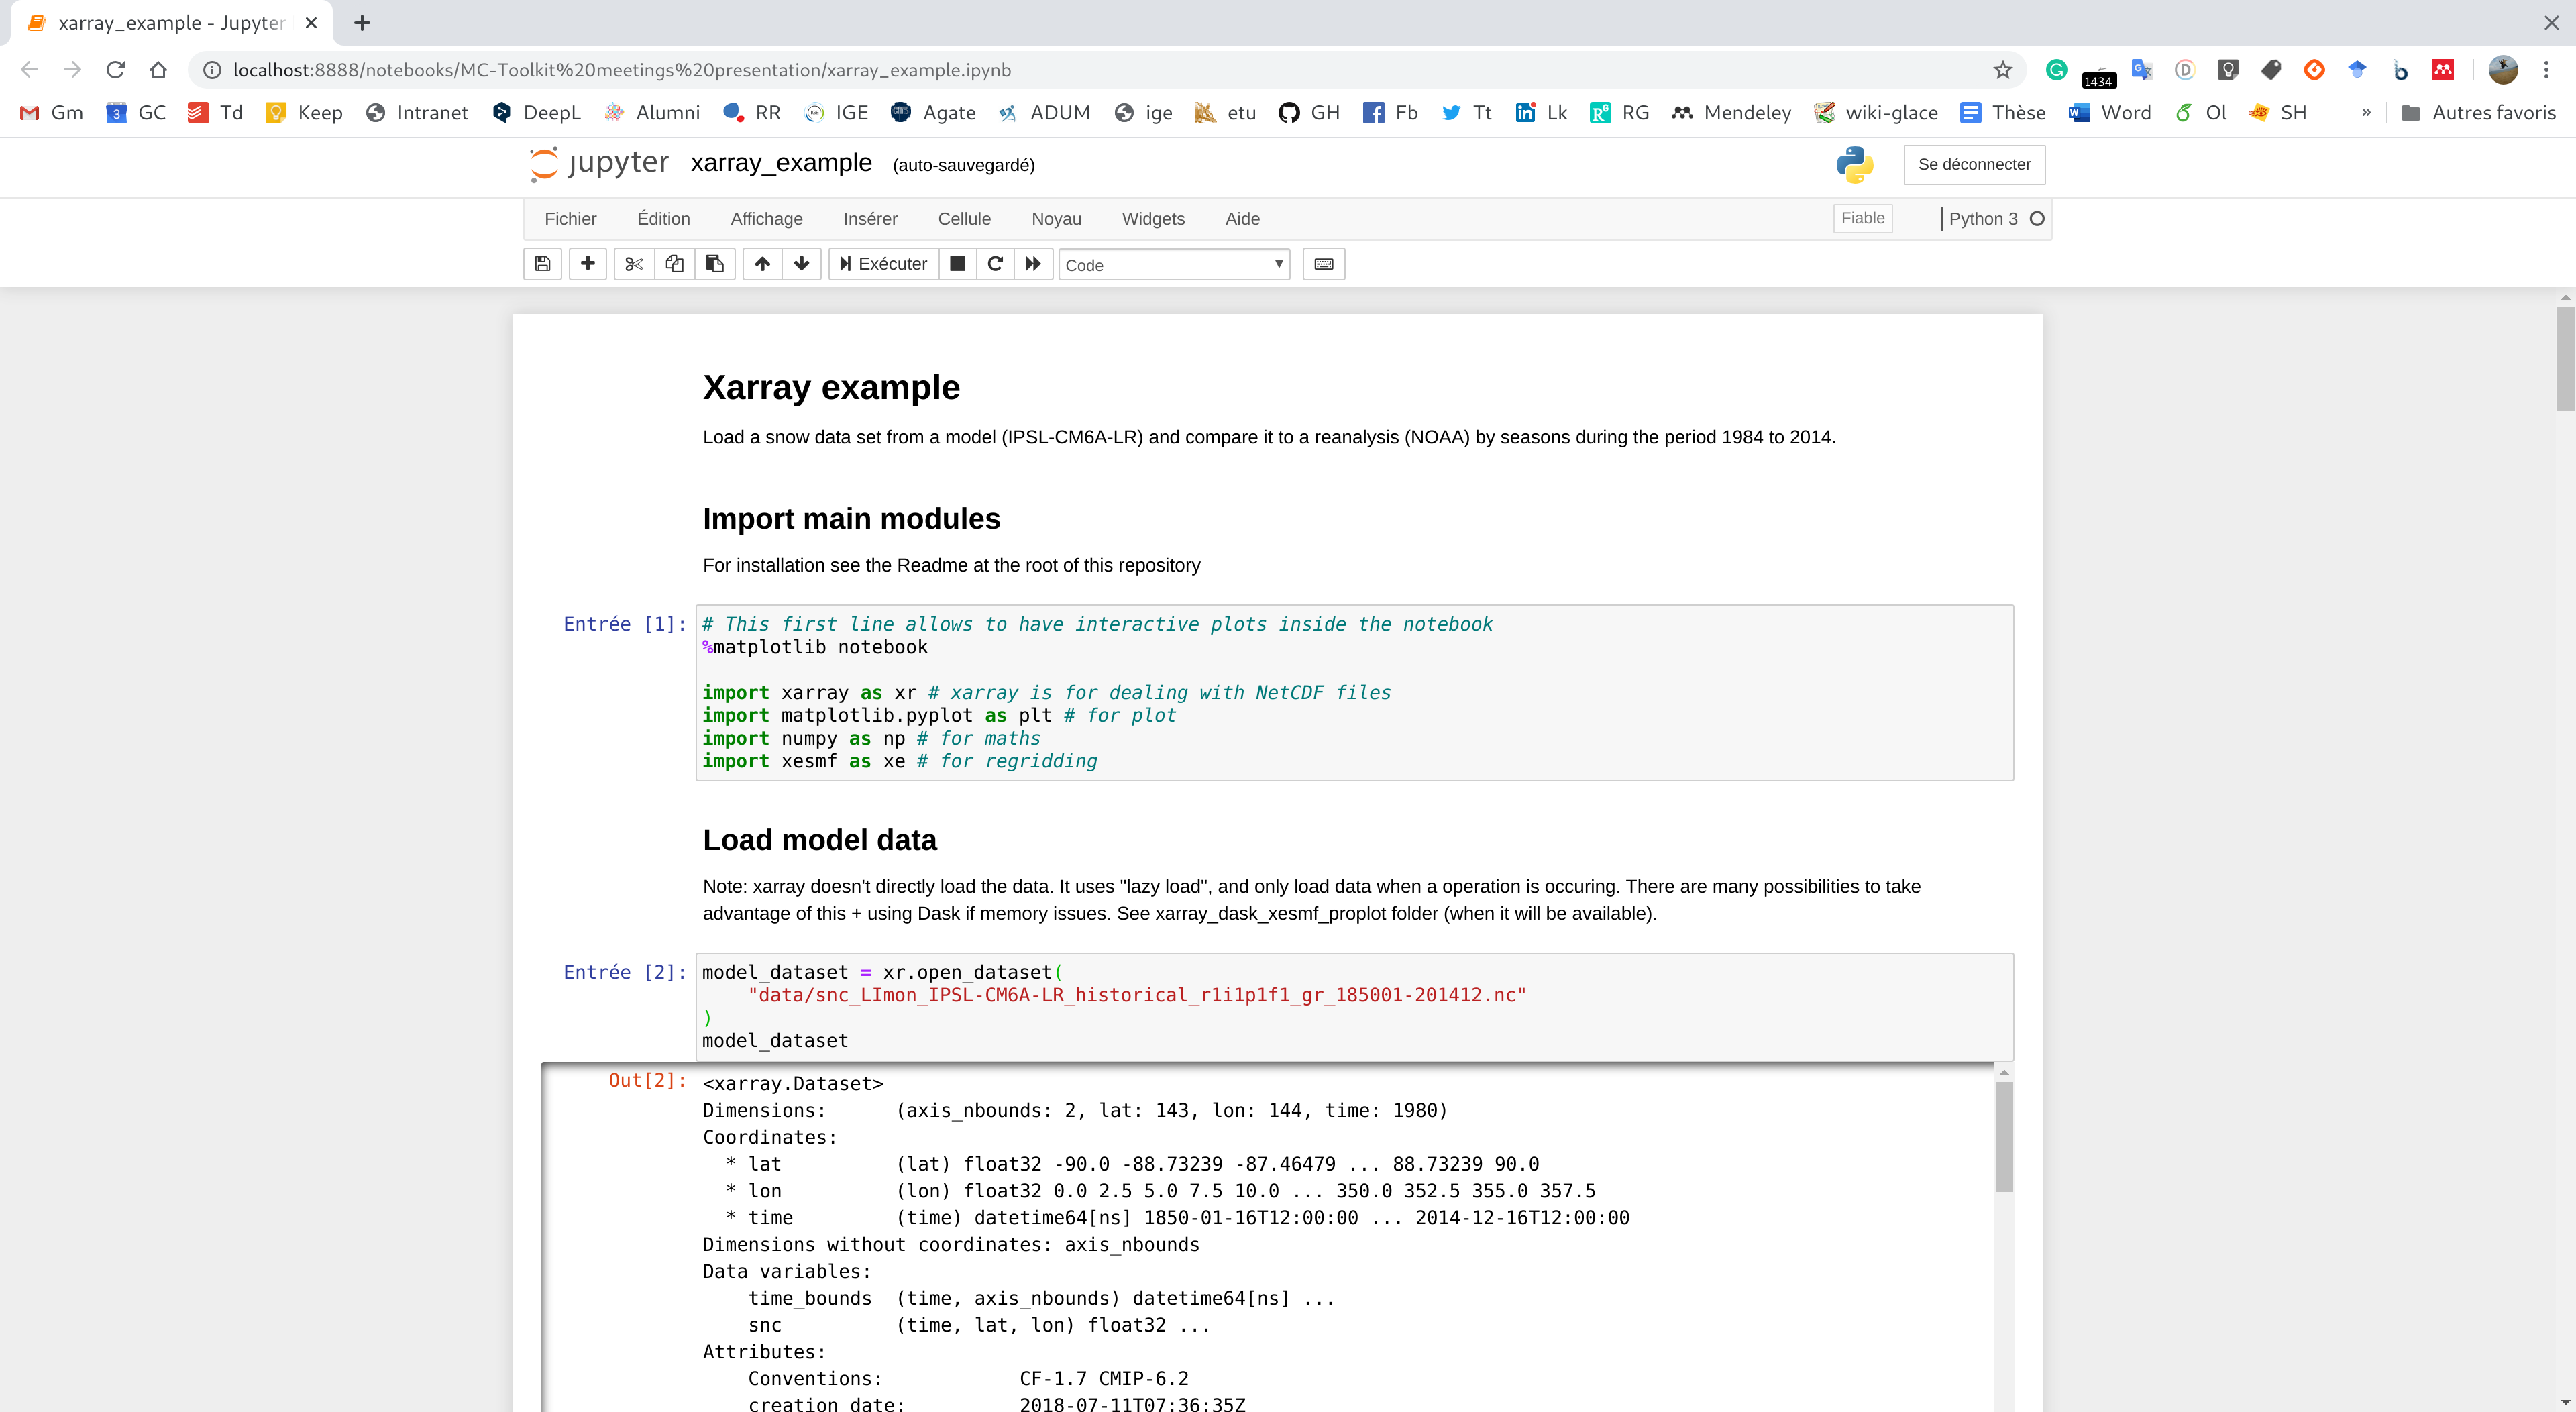 xarray_example - Jupyter
localhost:8888/notebooks/MC-Toolkit%20meetings%20presentation/xarray_example.ipynb
1434
Gm GC Td Keep Intranet DeepL Alumni RR IGE Agate ADUM ige etu GH Fb Tt Lk RG Mendeley wiki-glace Thèse Word Ol SH » Autres favoris
jupyter xarray_example (auto-sauvegardé) Se déconnecter
Fichier Édition Affichage Insérer Cellule Noyau Widgets Aide Fiable Python 3
Exécuter Code
Xarray example
Load a snow data set from a model (IPSL-CM6A-LR) and compare it to a reanalysis (NOAA) by seasons during the period 1984 to 2014.
Import main modules
For installation see the Readme at the root of this repository
Entrée [1]: # This first line allows to have interactive plots inside the notebook
%matplotlib notebook
import xarray as xr # xarray is for dealing with NetCDF files
import matplotlib.pyplot as plt # for plot
import numpy as np # for maths
import xesmf as xe # for regridding
Load model data
Note: xarray doesn't directly load the data. It uses "lazy load", and only load data when a operation is occuring. There are many possibilities to take
advantage of this + using Dask if memory issues. See xarray_dask_xesmf_proplot folder (when it will be available).
Entrée [2]: model_dataset = xr.open_dataset(
"data/snc_LImon_IPSL-CM6A-LR_historical_r1i1p1f1_gr_185001-201412.nc"
)
model_dataset
Out[2]: <xarray.Dataset>
Dimensions: (axis_nbounds: 2, lat: 143, lon: 144, time: 1980)
Coordinates:
* lat (lat) float32 -90.0 -88.73239 -87.46479 ... 88.73239 90.0
* lon (lon) float32 0.0 2.5 5.0 7.5 10.0 ... 350.0 352.5 355.0 357.5
* time (time) datetime64[ns] 1850-01-16T12:00:00 ... 2014-12-16T12:00:00
Dimensions without coordinates: axis_nbounds
Data variables:
time_bounds (time, axis_nbounds) datetime64[ns] ...
snc (time, lat, lon) float32 ...
Attributes:
Conventions: CF-1.7 CMIP-6.2
creation_date: 2018-07-11T07:36:35Z